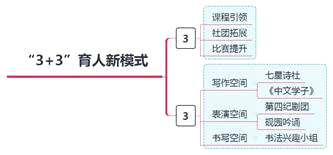 “3+3”育人新模式
3
课程引领
社团拓展
比赛提升
3
写作空间
七星诗社
《中文学子》
表演空间
第四纪剧团
砚园吟诵
书写空间
书法兴趣小组